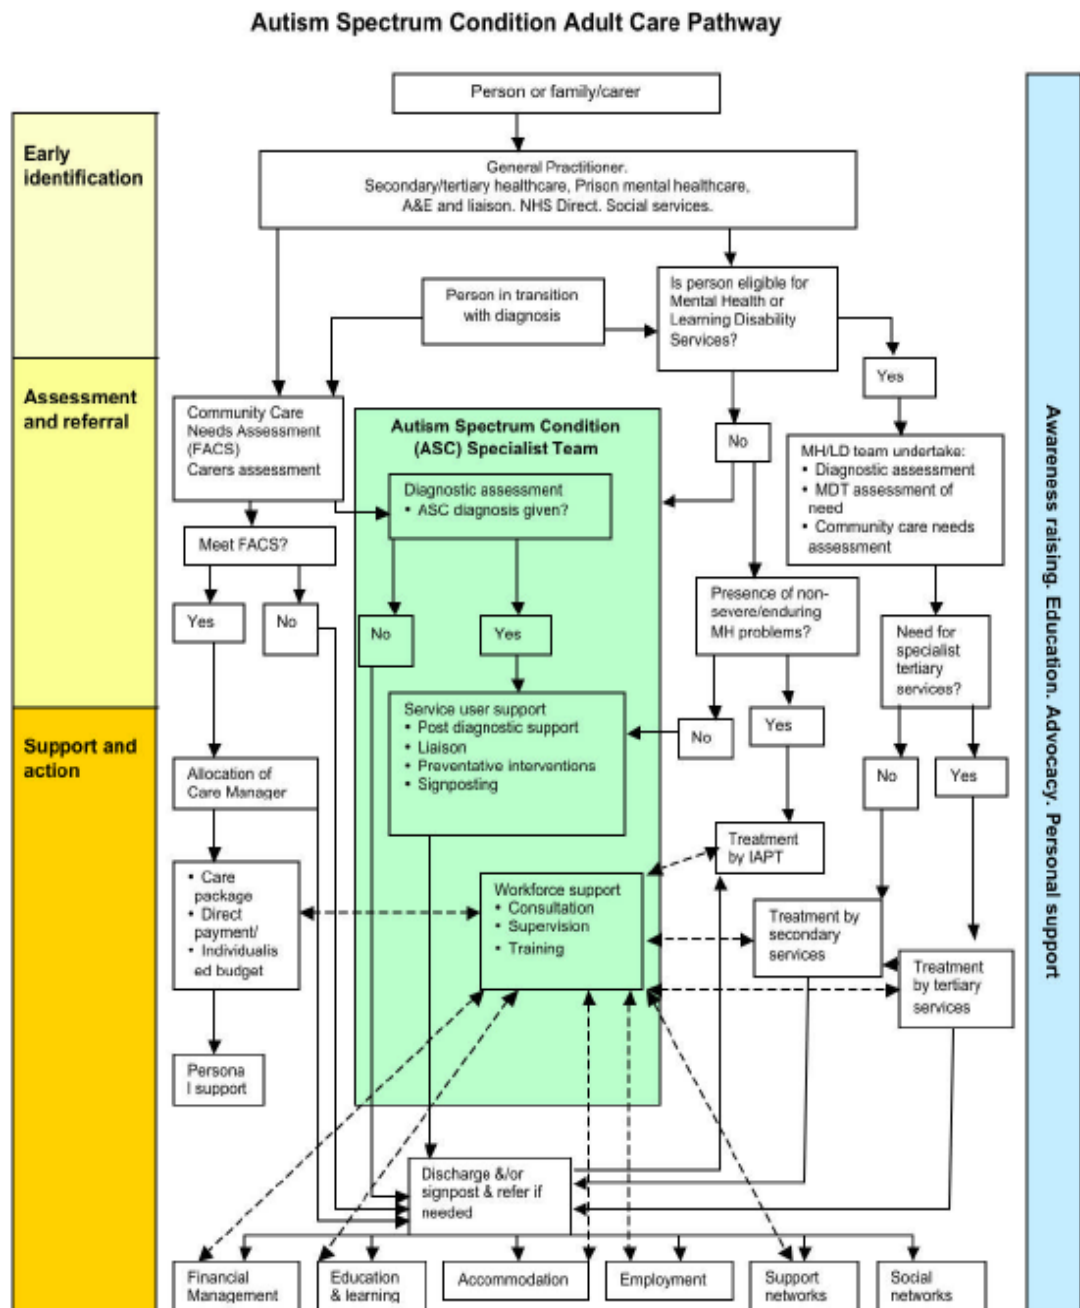 Autism Spectrum Condition Adult Care Pathway
Person or family/carer
Early
identification
General Practitioner.
Secondary/tertiary healthcare, Prison mental healthcare,
A&E and liaison. NHS Direct. Social services.
Person in transition
with diagnosis
Is person eligible for
Mental Health or
Learning Disability
Services?
Yes
Assessment
and referral
Community Care
Needs Assessment
(FACS)
Carers assessment
Autism Spectrum Condition
(ASC) Specialist Team
No
MH/LD team undertake:
• Diagnostic assessment
• MDT assessment of
need
• Community care needs
assessment
Diagnostic assessment
• ASC diagnosis given?
Meet FACS?
Yes
No
No
Yes
Presence of non-
severe/enduring
MH problems?
Need for
specialist
tertiary
services?
Support and
action
Service user support
• Post diagnostic support
• Liaison
• Preventative interventions
• Signposting
No
Yes
No
Yes
Allocation of
Care Manager
Treatment
by IAPT
• Care
package
• Direct
payment/
• Individualis
ed budget
Workforce support
• Consultation
• Supervision
• Training
Treatment by
secondary
services
Treatment
by tertiary
services
Persona
l support
Discharge &/or
signpost & refer if
needed
Financial
Management
Education
& learning
Accommodation
Employment
Support
networks
Social
networks
Awareness raising. Education. Advocacy. Personal support